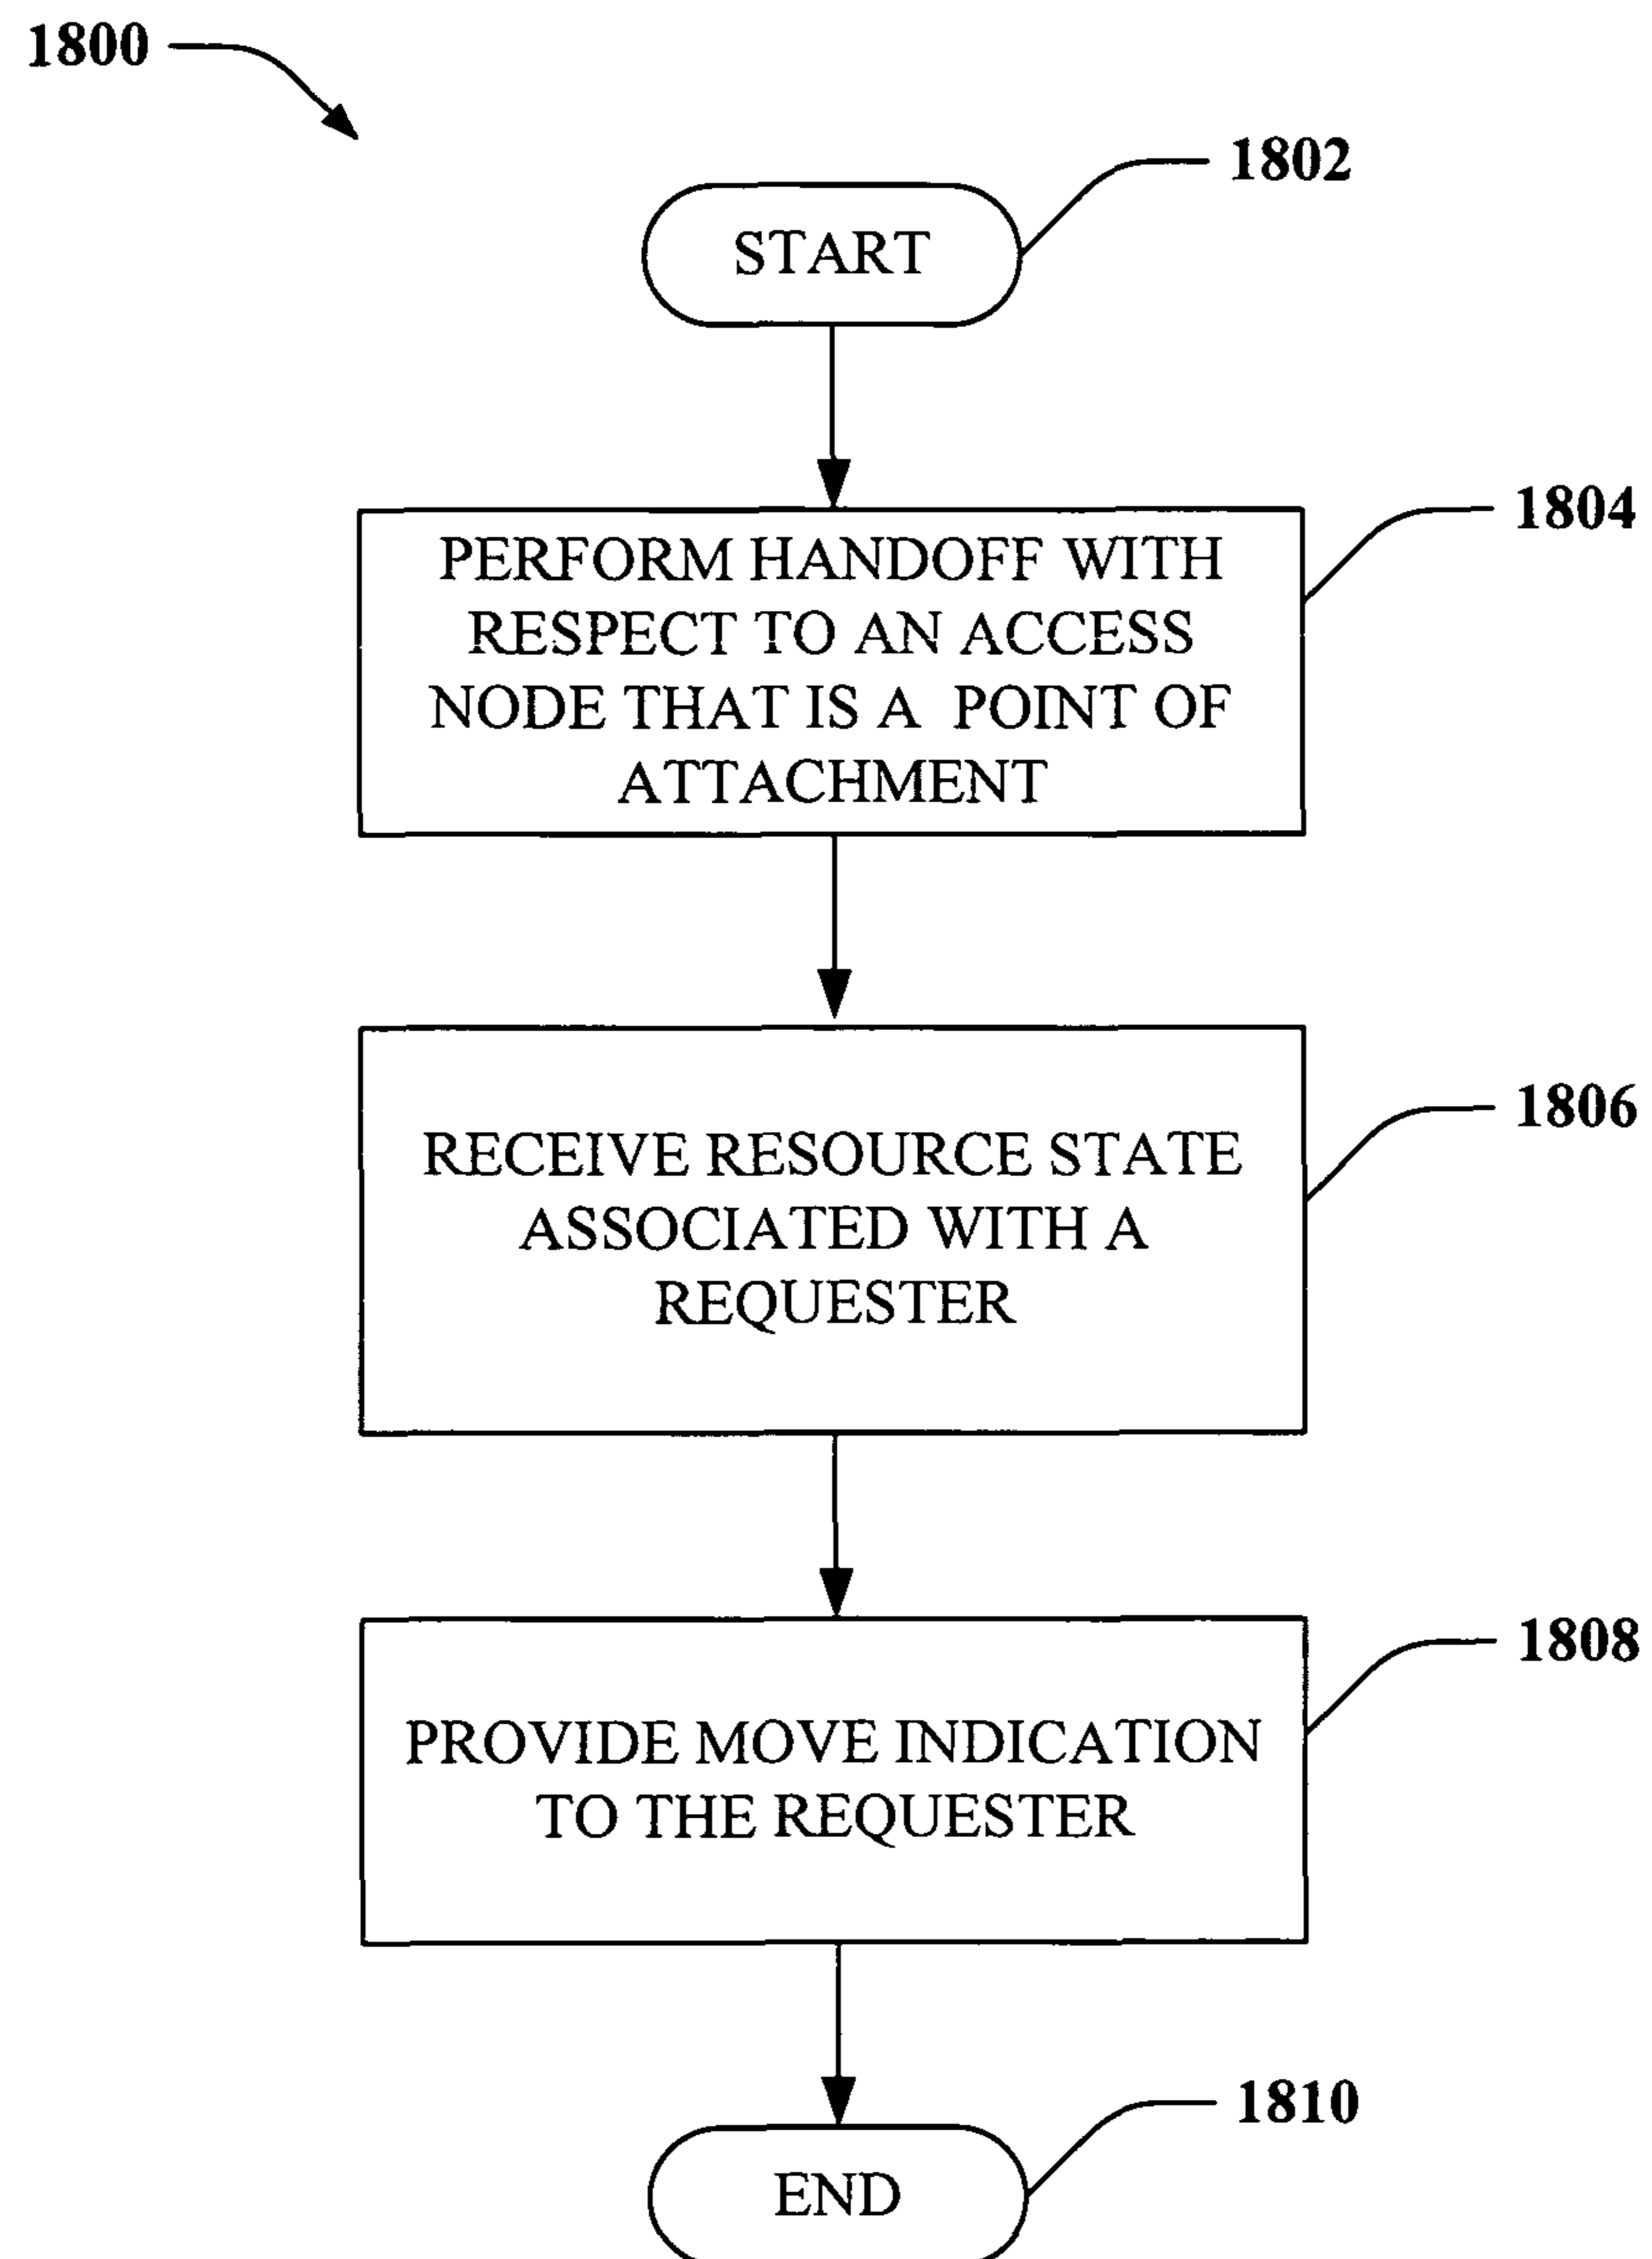 1800
1802
START
1804
PERFORM HANDOFF WITH
RESPECT TO AN ACCESS
NODE THAT IS A POINT OF
ATTACHMENT
1806
RECEIVE RESOURCE STATE
ASSOCIATED WITH A
REQUESTER
1808
PROVIDE MOVE INDICATION
TO THE REQUESTER
1810
END